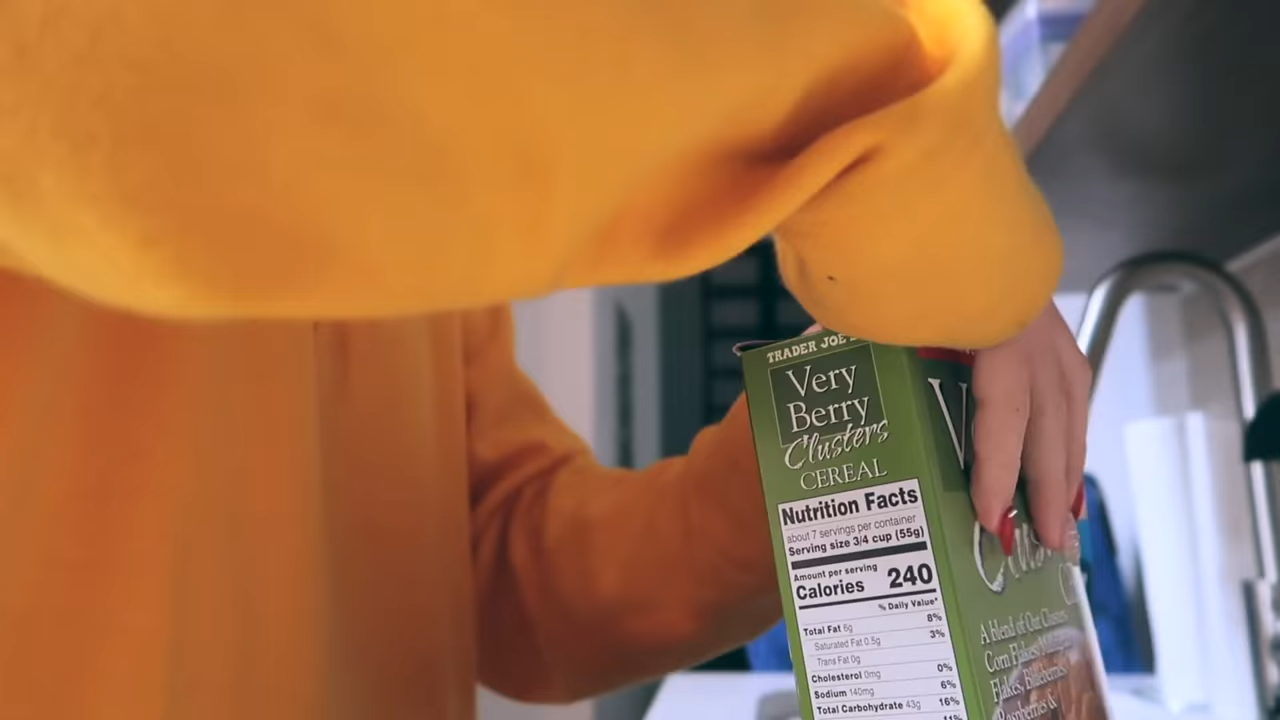 TRADER JOE'S
Very
Berry
Clusters
CEREAL
Nutrition Facts
about 7 servings per container
Serving size 3/4 cup (55g)
Amount per serving
Calories 240
% Daily Value*
Total Fat 6g 8%
Saturated Fat 0.5g 3%
Trans Fat 0g
Cholesterol 0mg 0%
Sodium 140mg 6%
Total Carbohydrate 43g 16%
11%
V
A blend of Oat Clusters,
Corn Flakes,
Flakes, Blueberries,
Raspberries &